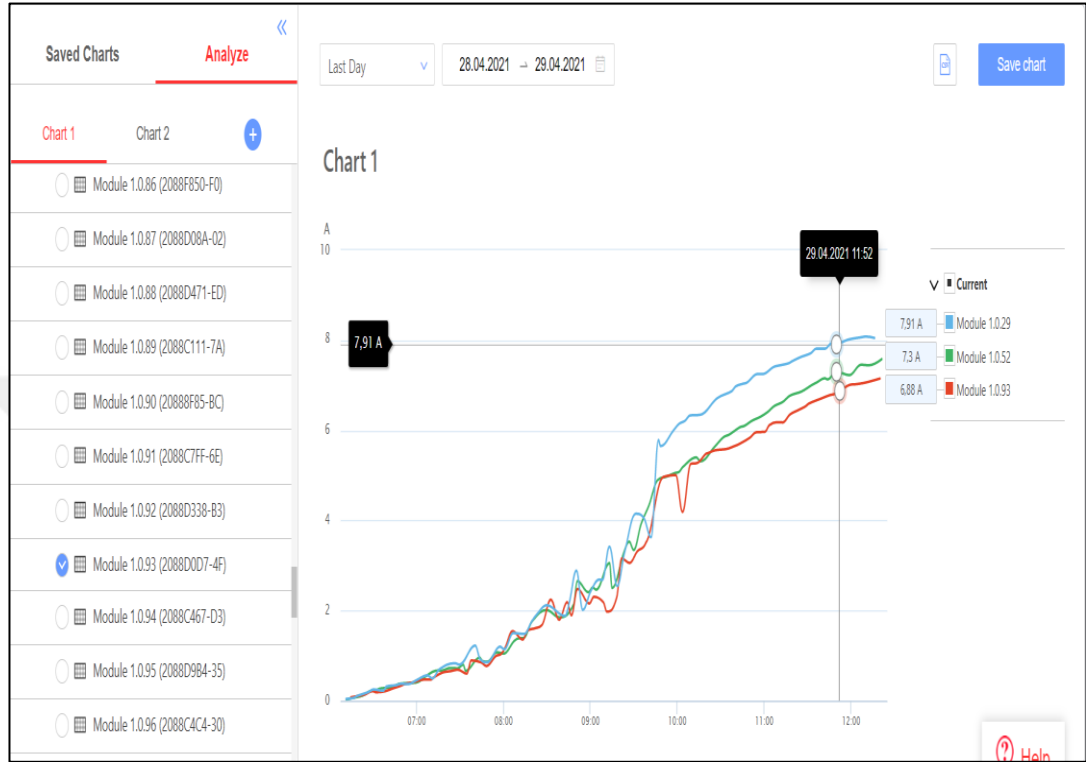 Saved Charts
Analyze
Chart 1
Chart 2
Module 1.0.86 (2088F850-F0)
Module 1.0.87 (2088D08A-02)
Module 1.0.88 (2088D471-ED)
Module 1.0.89 (2088C111-7A)
Module 1.0.90 (20888F85-BC)
Module 1.0.91 (2088C7FF-6E)
Module 1.0.92 (2088D338-B3)
Module 1.0.93 (2088D0D7-4F)
Module 1.0.94 (2088C467-D3)
Module 1.0.95 (2088D9B4-35)
Module 1.0.96 (2088C4C4-30)
Last Day
28.04.2021 → 29.04.2021
Save chart
Chart 1
A
10
8
6
4
2
0
07:00 08:00 09:00 10:00 11:00 12:00
29.04.2021 11:52
7,91 A
Current
7,91 A Module 1.0.29
7,3 A Module 1.0.52
6,88 A Module 1.0.93
Help